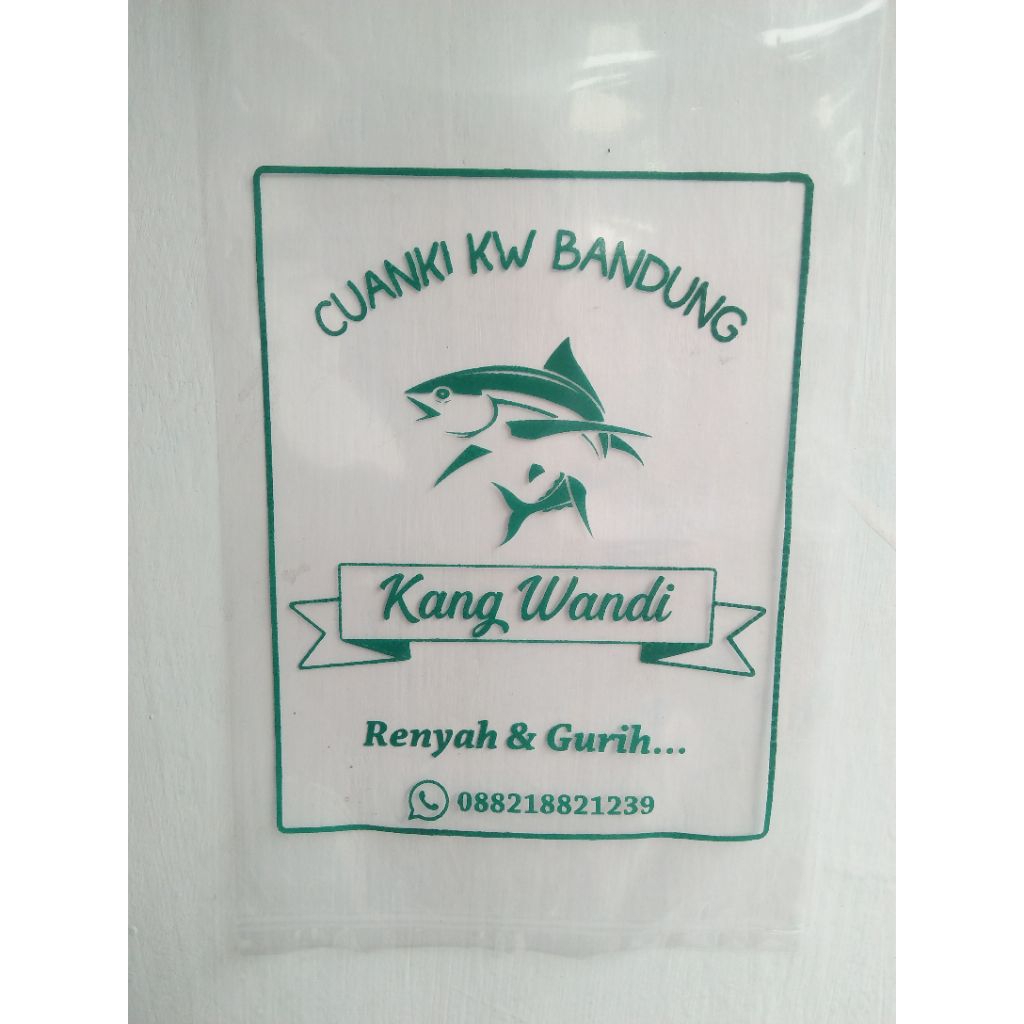 CUANKI KW BANDUNG
Kang Wandi
Renyah & Gurih...
088218821239